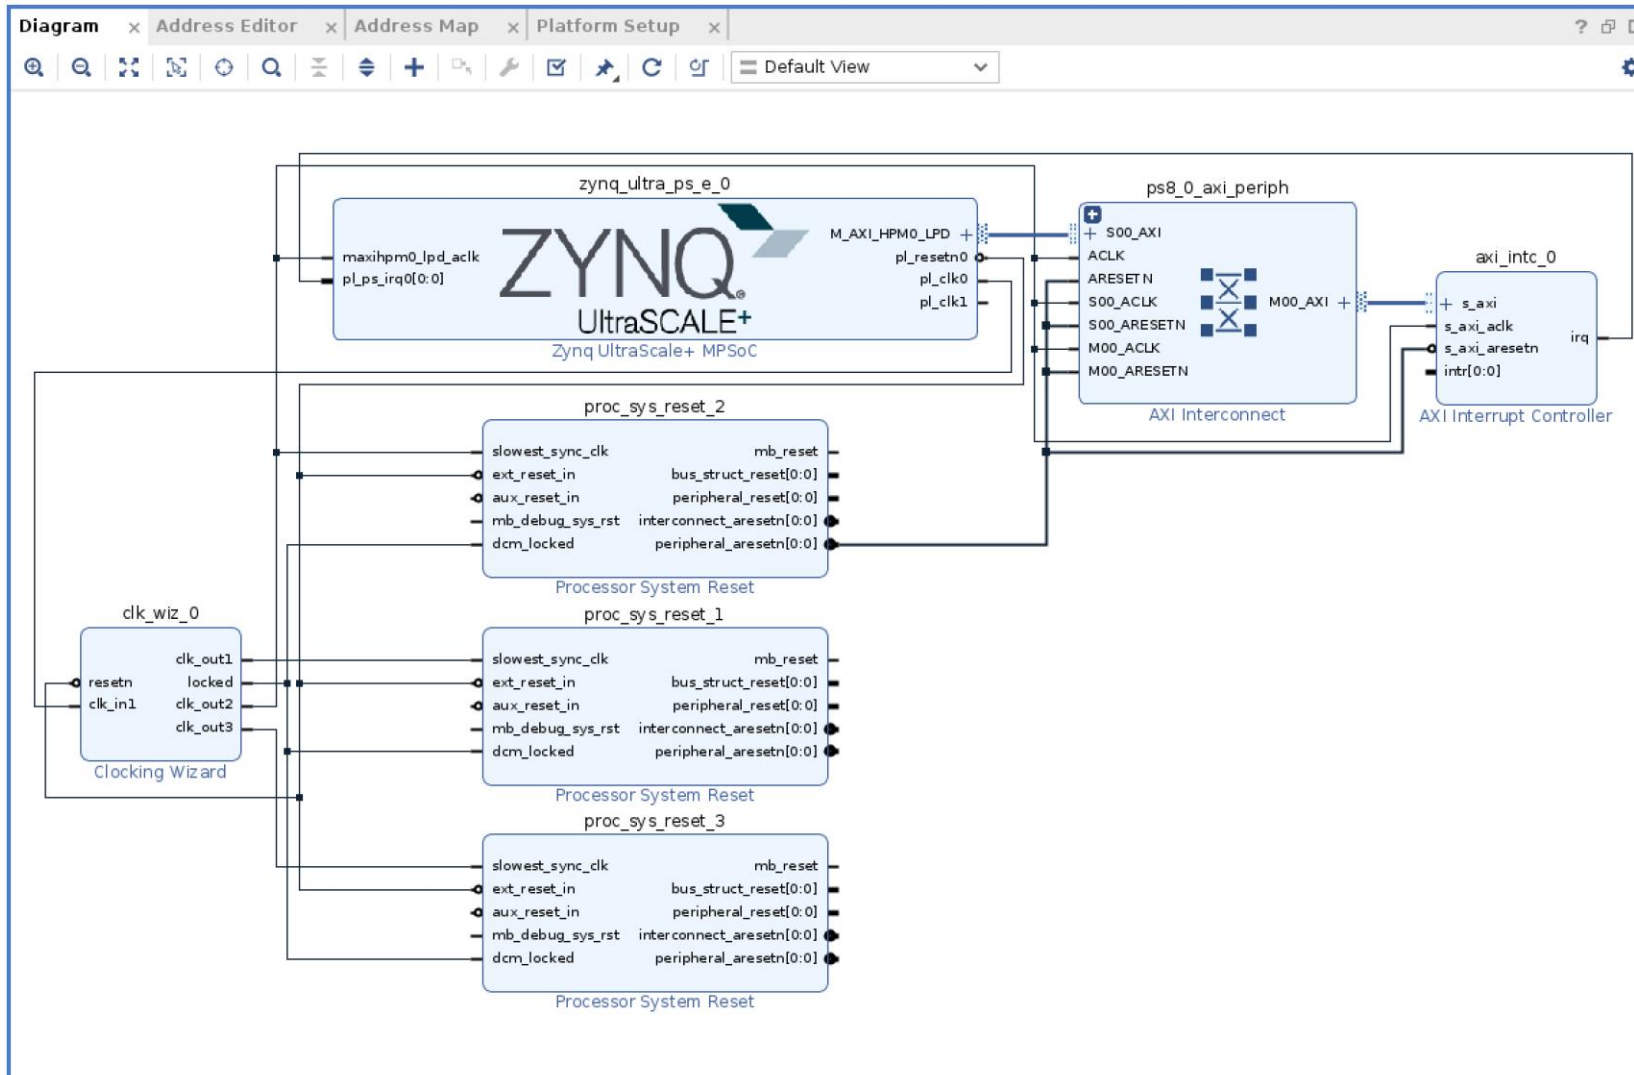 Diagram
Address Editor
Address Map
Platform Setup
Default View
zynq_ultra_ps_e_0
maxihpm0_lpd_aclk
pl_ps_irq0[0:0]
ZYNQ
UltraSCALE+
M_AXI_HPM0_LPD
pl_resetn0
pl_clk0
pl_clk1
Zynq UltraScale+ MPSoC
ps8_0_axi_periph
S00_AXI
ACLK
ARESETN
S00_ACLK
S00_ARESETN
M00_ACLK
M00_ARESETN
M00_AXI
AXI Interconnect
axi_intc_0
s_axi
s_axi_aclk
s_axi_aresetn
intr[0:0]
irq
AXI Interrupt Controller
proc_sys_reset_2
slowest_sync_clk
ext_reset_in
aux_reset_in
mb_debug_sys_rst
dcm_locked
mb_reset
bus_struct_reset[0:0]
peripheral_reset[0:0]
interconnect_aresetn[0:0]
peripheral_aresetn[0:0]
Processor System Reset
clk_wiz_0
resetn
clk_in1
clk_out1
locked
clk_out2
clk_out3
Clocking Wizard
proc_sys_reset_1
slowest_sync_clk
ext_reset_in
aux_reset_in
mb_debug_sys_rst
dcm_locked
mb_reset
bus_struct_reset[0:0]
peripheral_reset[0:0]
interconnect_aresetn[0:0]
peripheral_aresetn[0:0]
Processor System Reset
proc_sys_reset_3
slowest_sync_clk
ext_reset_in
aux_reset_in
mb_debug_sys_rst
dcm_locked
mb_reset
bus_struct_reset[0:0]
peripheral_reset[0:0]
interconnect_aresetn[0:0]
peripheral_aresetn[0:0]
Processor System Reset